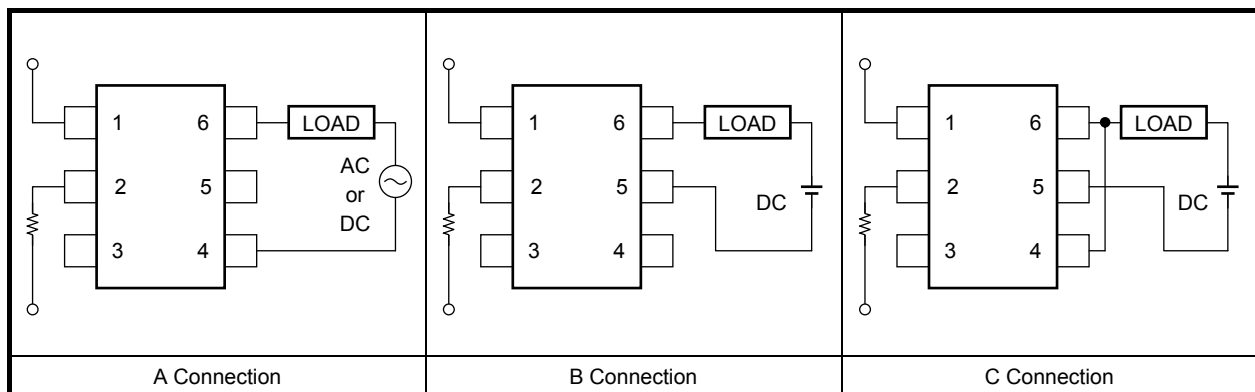 1 6 LOAD
2 5
3 4
AC
or
DC
A Connection
1 6 LOAD
2 5
3 4
DC
B Connection
1 6 LOAD
2 5
3 4
DC
C Connection